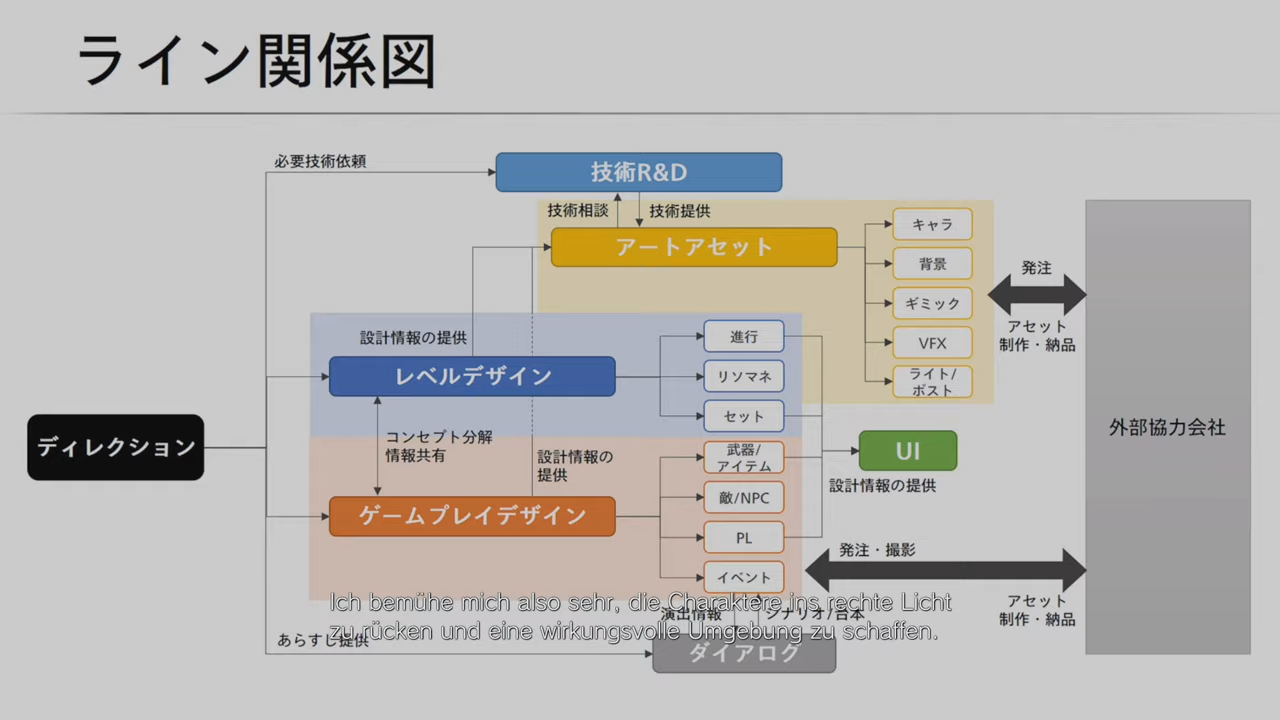 ライン関係図
必要技術依頼
技術R&D
技術相談
技術提供
アートアセット
キャラ
背景
ギミック
VFX
ライト/
ポスト
発注
アセット
制作・納品
設計情報の提供
レベルデザイン
進行
リソマネ
セット
ディレクション
コンセプト分解
情報共有
設計情報の
提供
武器/
アイテム
敵/NPC
PL
イベント
UI
設計情報の提供
外部協力会社
ゲームプレイデザイン
発注・撮影
アセット
制作・納品
演出情報
シナリオ/台本
あらすじ提供
ダイアログ
Ich bemühe mich also sehr, die Charaktere ins rechte Licht
zu rücken und eine wirkungsvolle Umgebung zu schaffen.